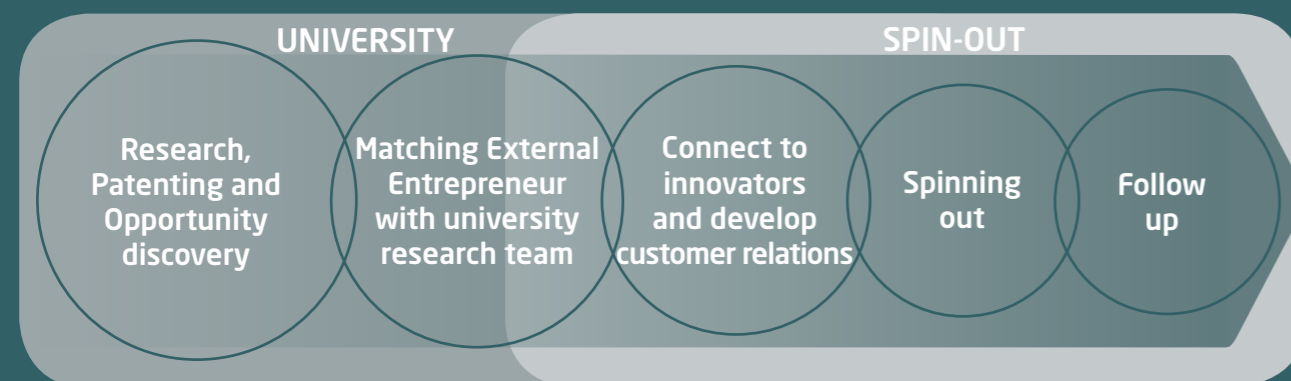 UNIVERSITY
SPIN-OUT
Research,
Patenting and
Opportunity
discovery
Matching External
Entrepreneur
with university
research team
Connect to
innovators
and develop
customer relations
Spinning
out
Follow
up